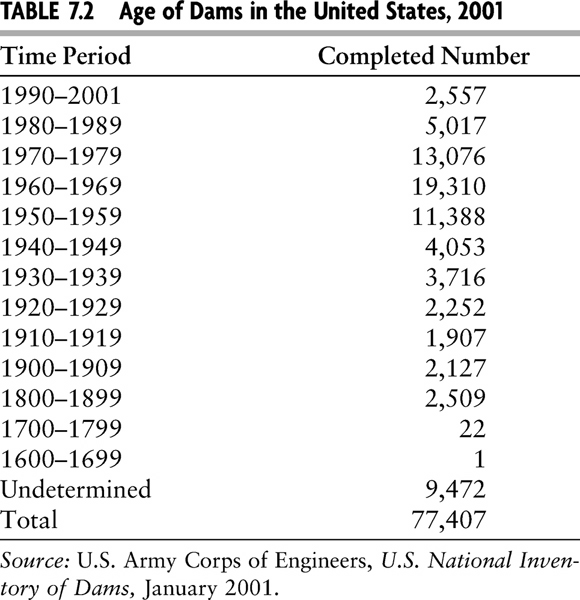 TABLE 7.2 Age of Dams in the United States, 2001
Time Period Completed Number
1990–2001 2,557
1980–1989 5,017
1970–1979 13,076
1960–1969 19,310
1950–1959 11,388
1940–1949 4,053
1930–1939 3,716
1920–1929 2,252
1910–1919 1,907
1900–1909 2,127
1800–1899 2,509
1700–1799 22
1600–1699 1
Undetermined 9,472
Total 77,407
Source: U.S. Army Corps of Engineers, U.S. National Inven-
tory of Dams, January 2001.